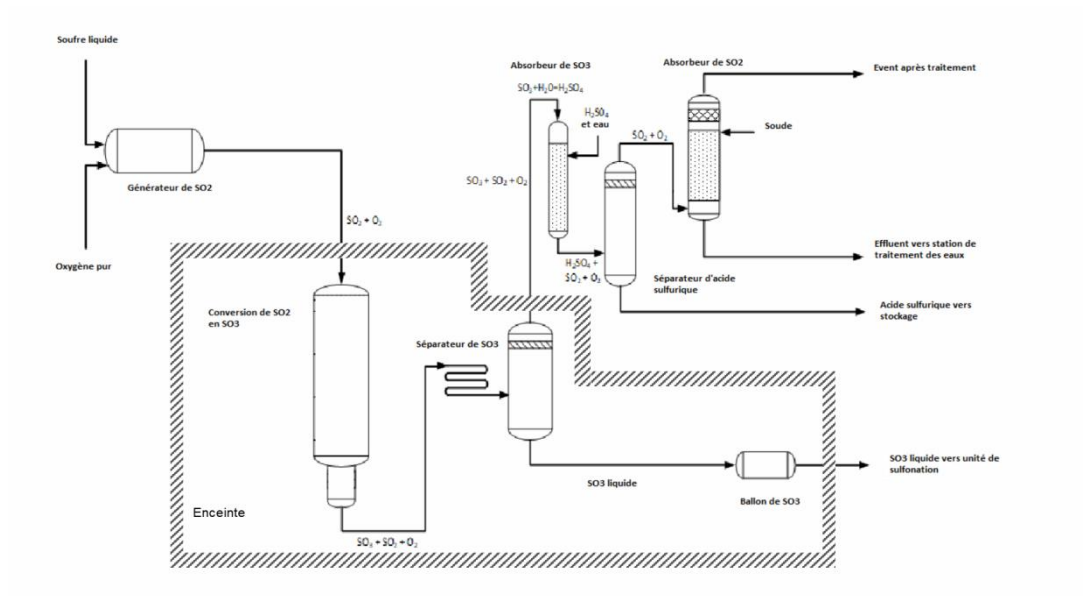 Soufre liquide
Générateur de SO2
Oxygène pur
SO₂ + O₂
Absorbeur de SO3
SO₃+H₂O=H₂SO₄
H₂SO₄
et eau
SO₃ + SO₂ + O₂
H₂SO₄ +
SO₂ + O₂
Absorbeur de SO2
SO₂ + O₂
Soude
Event après traitement
Effluent vers station de
traitement des eaux
Séparateur d'acide
sulfurique
Acide sulfurique vers
stockage
Conversion de SO2
en SO3
Séparateur de SO3
SO3 liquide
Ballon de SO3
SO3 liquide vers unité de
sulfonation
Enceinte
SO₃ + SO₂ + O₂